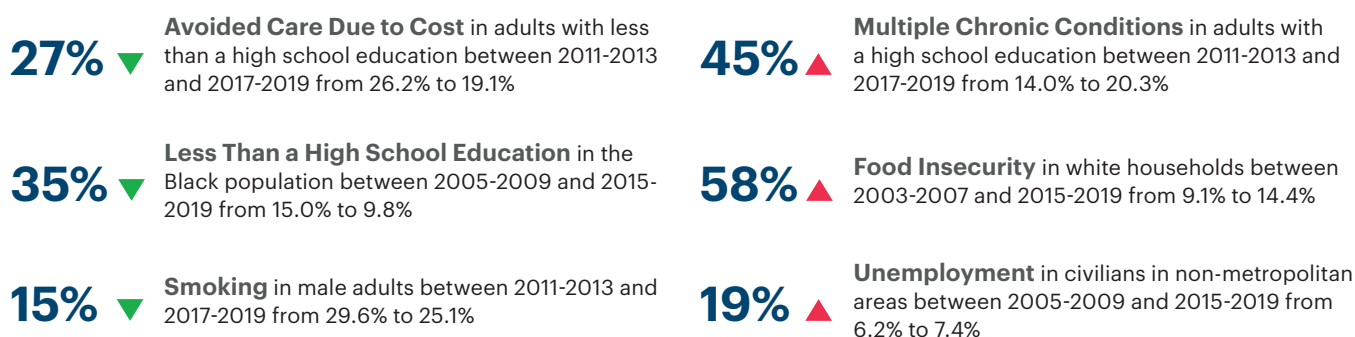 27%
Avoided Care Due to Cost in adults with less
than a high school education between 2011-2013
and 2017-2019 from 26.2% to 19.1%
35%
Less Than a High School Education in the
Black population between 2005-2009 and 2015-
2019 from 15.0% to 9.8%
15%
Smoking in male adults between 2011-2013 and
2017-2019 from 29.6% to 25.1%
45%
Multiple Chronic Conditions in adults with
a high school education between 2011-2013 and
2017-2019 from 14.0% to 20.3%
58%
Food Insecurity in white households between
2003-2007 and 2015-2019 from 9.1% to 14.4%
19%
Unemployment in civilians in non-metropolitan
areas between 2005-2009 and 2015-2019 from
6.2% to 7.4%